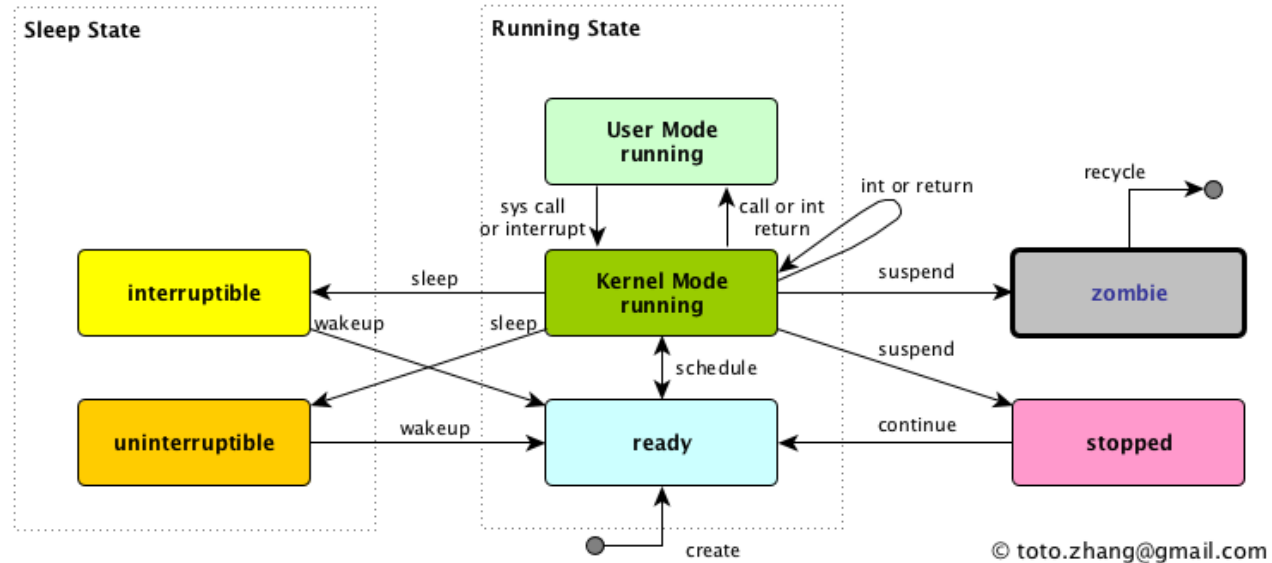 Sleep State
Running State
User Mode
running
recycle
int or return
sys call
or interrupt
call or int
return
interruptible
sleep
Kernel Mode
running
suspend
zombie
wakeup
sleep
suspend
schedule
uninterruptible
wakeup
ready
continue
stopped
create
© toto.zhang@gmail.com